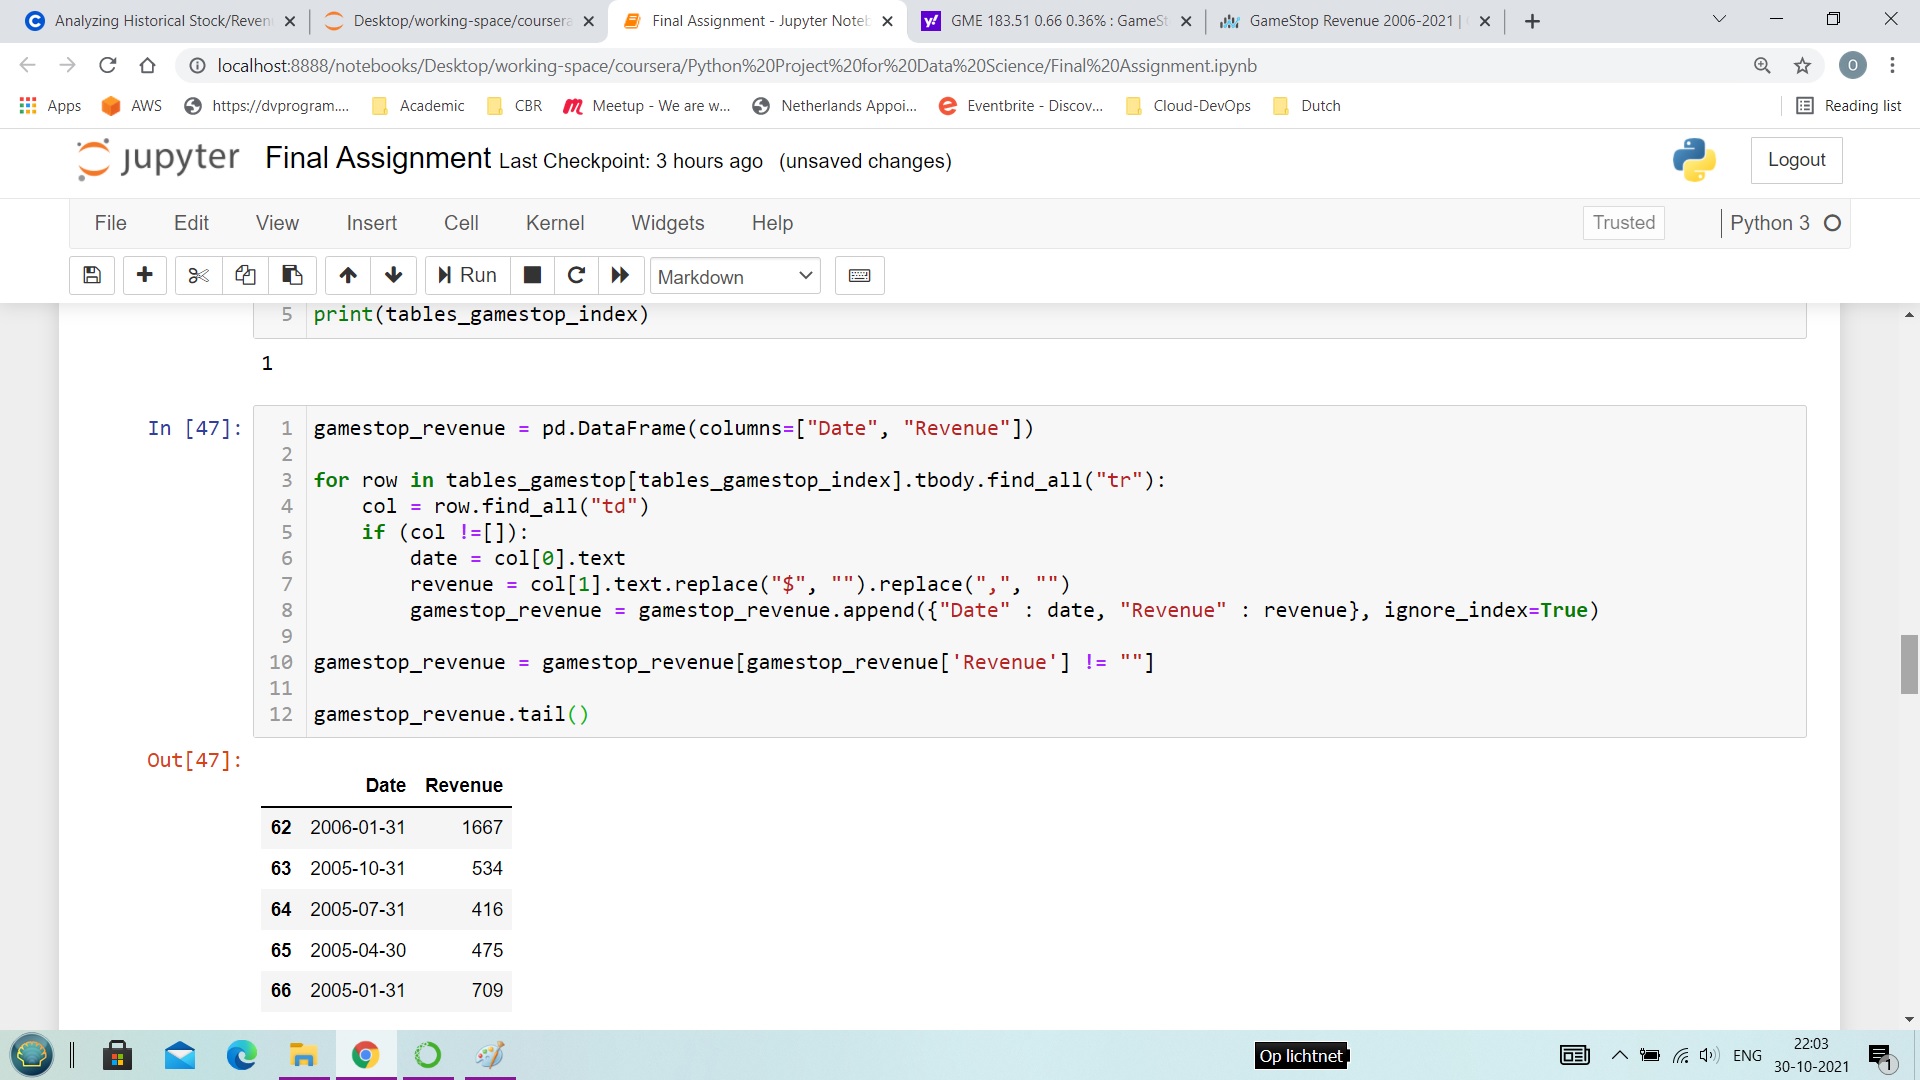 Analyzing Historical Stock/Reven
Desktop/working-space/coursera
Final Assignment - Jupyter Noteb
GME 183.51 0.66 0.36% : GameSt
GameStop Revenue 2006-2021 |
localhost:8888/notebooks/Desktop/working-space/coursera/Python%20Project%20for%20Data%20Science/Final%20Assignment.ipynb
O
Apps
AWS
https://dvprogram....
Academic
CBR
Meetup - We are w...
Netherlands Appoi...
Eventbrite - Discov...
Cloud-DevOps
Dutch
Reading list
jupyter Final Assignment Last Checkpoint: 3 hours ago (unsaved changes)
Logout
File Edit View Insert Cell Kernel Widgets Help
Trusted
Python 3
Run
Markdown
5 print(tables_gamestop_index)
1
In [47]:
1 gamestop_revenue = pd.DataFrame(columns=["Date", "Revenue"])
2
3 for row in tables_gamestop[tables_gamestop_index].tbody.find_all("tr"):
4     col = row.find_all("td")
5     if (col !=[]):
6         date = col[0].text
7         revenue = col[1].text.replace("$", "").replace(",", "")
8         gamestop_revenue = gamestop_revenue.append({"Date" : date, "Revenue" : revenue}, ignore_index=True)
9
10 gamestop_revenue = gamestop_revenue[gamestop_revenue['Revenue'] != ""]
11
12 gamestop_revenue.tail()
Out[47]:
Date Revenue
62 2006-01-31 1667
63 2005-10-31 534
64 2005-07-31 416
65 2005-04-30 475
66 2005-01-31 709
Op lichtnet
ENG
22:03
30-10-2021
1